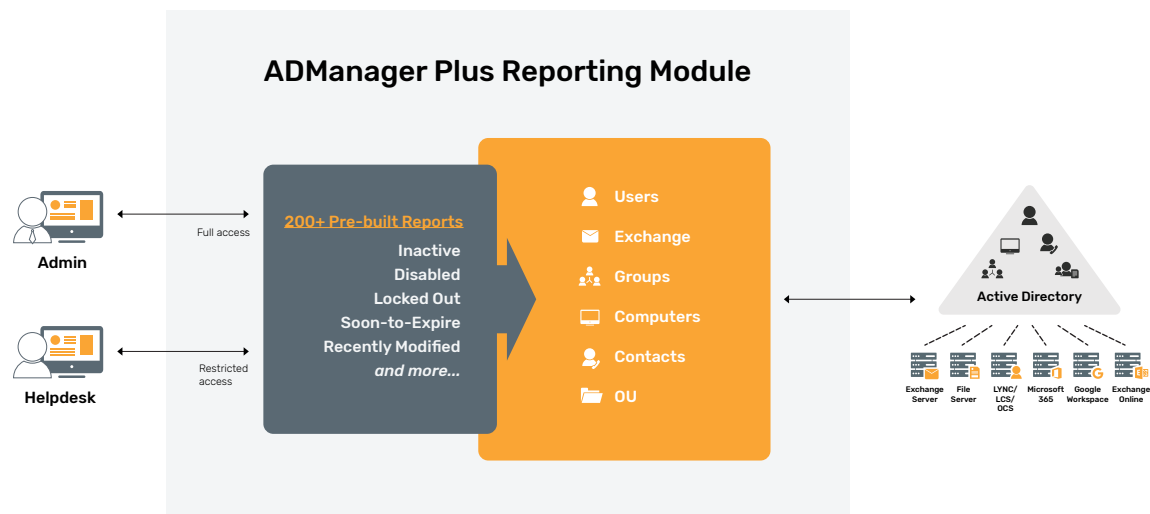 ADManager Plus Reporting Module
Admin
Full access
Helpdesk
Restricted
access
200+ Pre-built Reports
Inactive
Disabled
Locked Out
Soon-to-Expire
Recently Modified
and more...
Users
Exchange
Groups
Computers
Contacts
OU
Active Directory
Exchange
Server
File
Server
LYNC/
LCS/
OCS
Microsoft
365
Google
Workspace
Exchange
Online